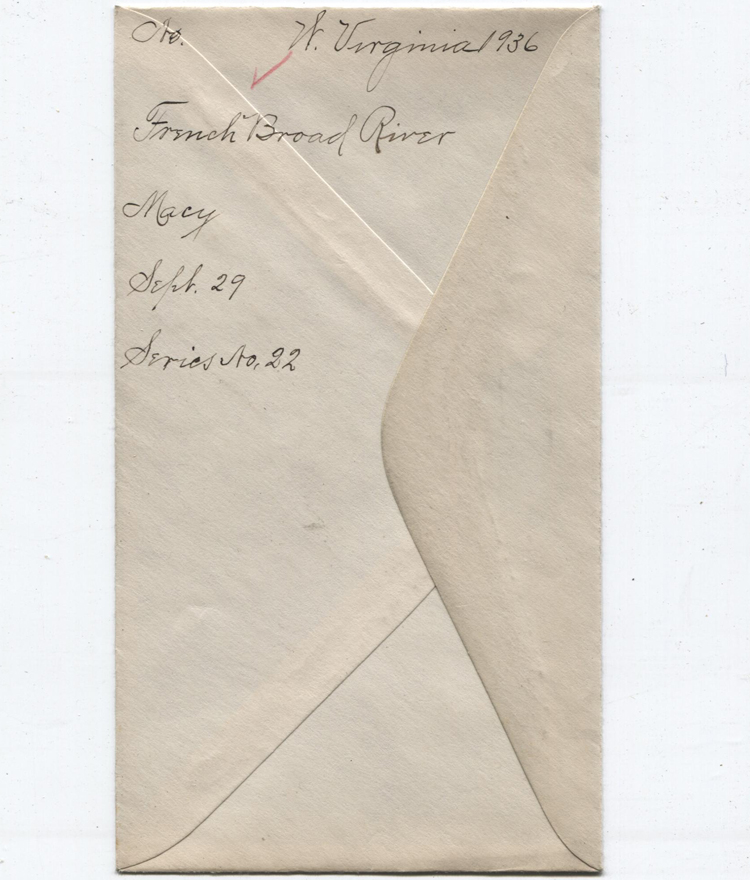 No. W. Virginia 1936
French Broad River
Macy
Sept. 29
Series No. 22